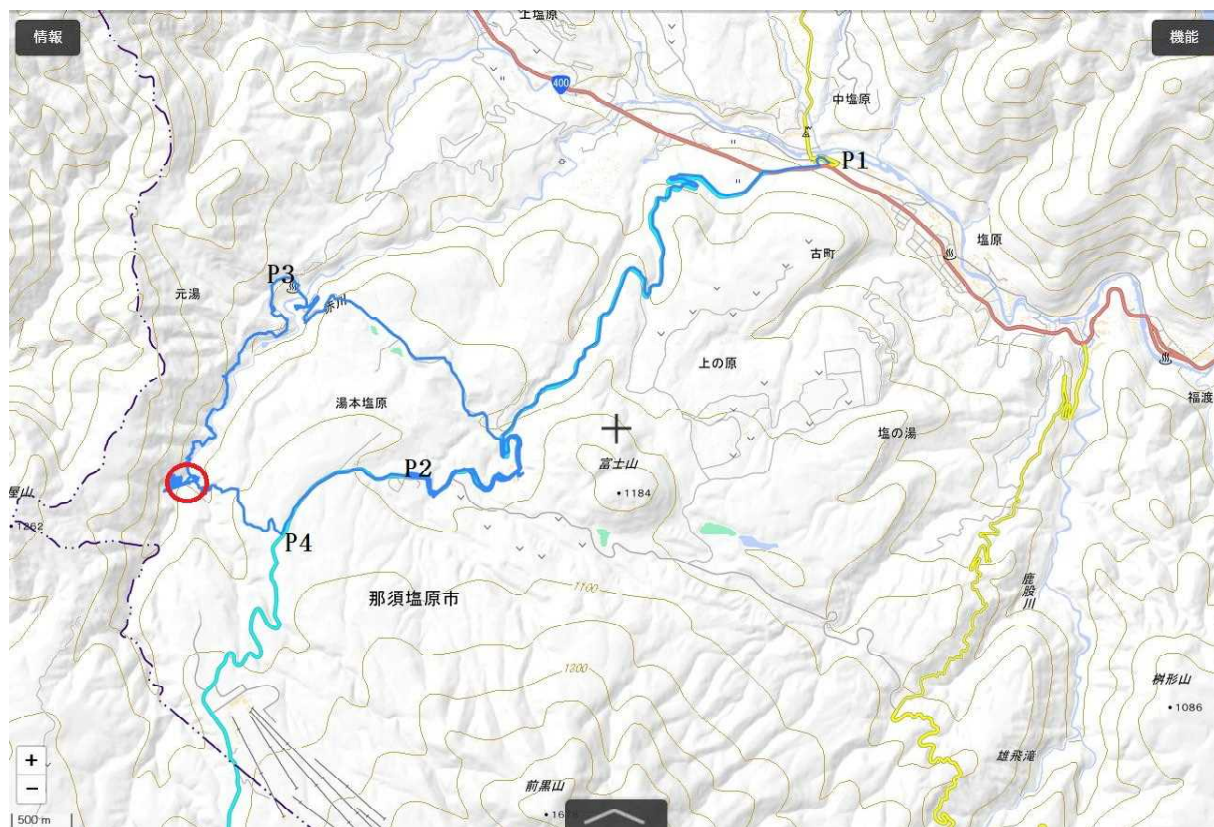 情報
機能
上塩原
400
中塩原
P1
塩原
古町
P3
元湯
赤川
上の原
福渡
湯本塩原
塩の湯
P2
富士山
1184
1262
P4
鹿股川
1100
那須塩原市
1200
桝形山
1086
雄飛滝
前黒山
+
−
500 m